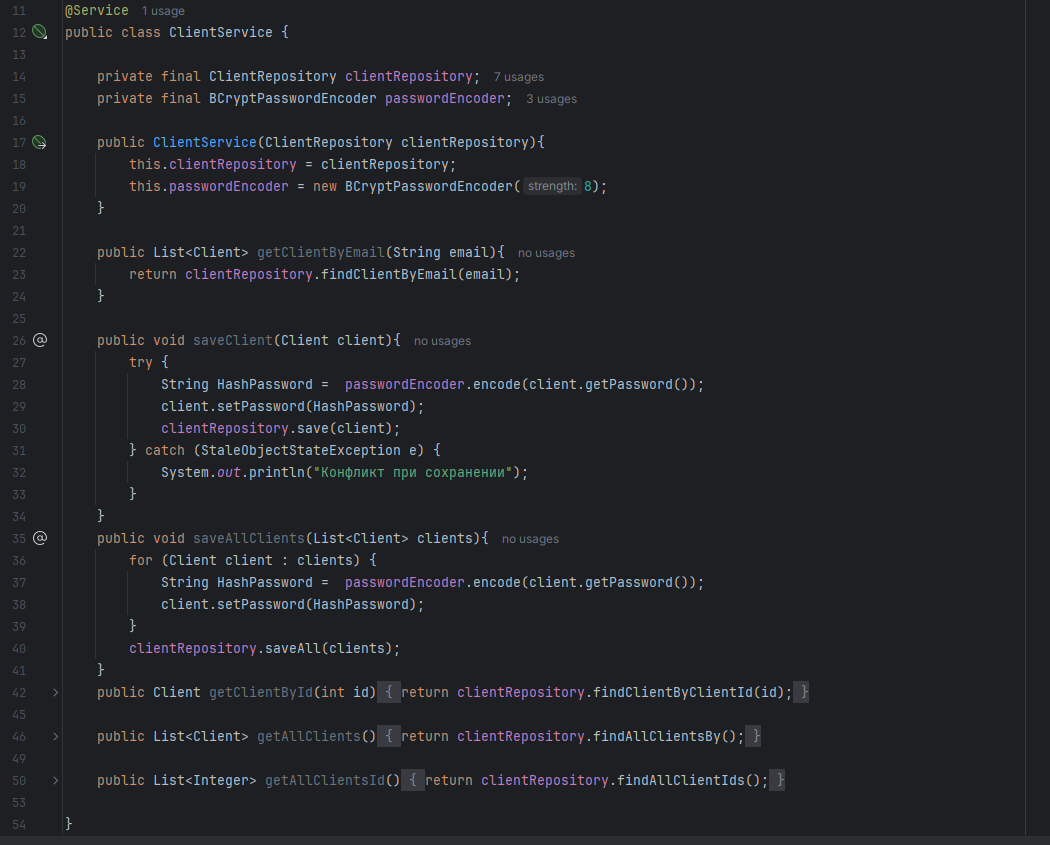 11 @Service 1 usage
12 public class ClientService {
13
14 private final ClientRepository clientRepository; 7 usages
15 private final BCryptPasswordEncoder passwordEncoder; 3 usages
16
17 public ClientService(ClientRepository clientRepository){
18 this.clientRepository = clientRepository;
19 this.passwordEncoder = new BCryptPasswordEncoder( strength: 8);
20 }
21
22 public List<Client> getClientByEmail(String email){ no usages
23 return clientRepository.findClientByEmail(email);
24 }
25
26 @ public void saveClient(Client client){ no usages
27 try {
28 String HashPassword =  passwordEncoder.encode(client.getPassword());
29 client.setPassword(HashPassword);
30 clientRepository.save(client);
31 } catch (StaleObjectStateException e) {
32 System.out.println("Конфликт при сохранении");
33 }
34 }
35 @ public void saveAllClients(List<Client> clients){ no usages
36 for (Client client : clients) {
37 String HashPassword =  passwordEncoder.encode(client.getPassword());
38 client.setPassword(HashPassword);
39 }
40 clientRepository.saveAll(clients);
41 }
42 public Client getClientById(int id) { return clientRepository.findClientByClientId(id); }
45
46 public List<Client> getAllClients() { return clientRepository.findAllClientsBy(); }
49
50 public List<Integer> getAllClientsId() { return clientRepository.findAllClientIds(); }
53
54 }